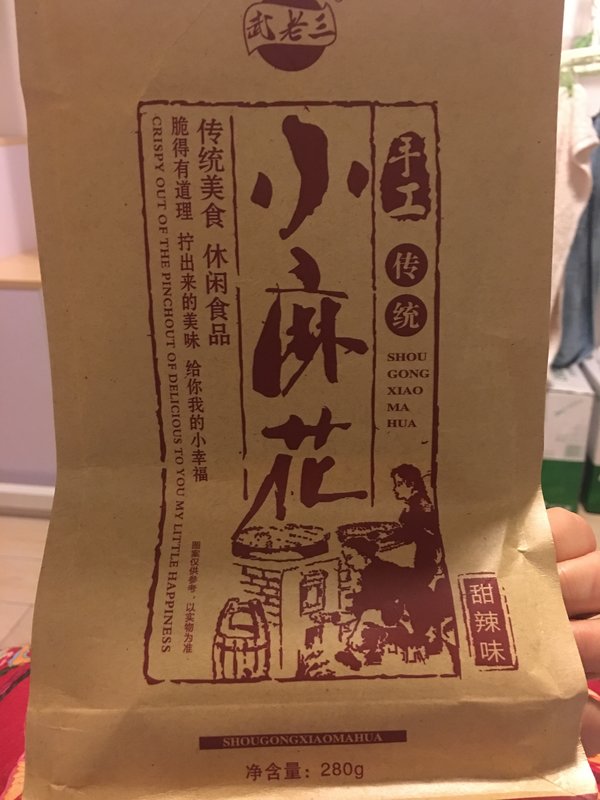 武老三
手工
传统
SHOU
GONG
XIAO
MA
HUA
小麻花
传统美食 休闲食品
脆得有道理 拧出来的美味 给你我的小幸福
CRISPY OUT OF THE PINCHOUT OF DELICIOUS TO YOU MY LITTLE HAPPINESS
图案仅供参考，以实物为准
甜辣味
SHOUGONGXIAOMAHUA
净含量：280g